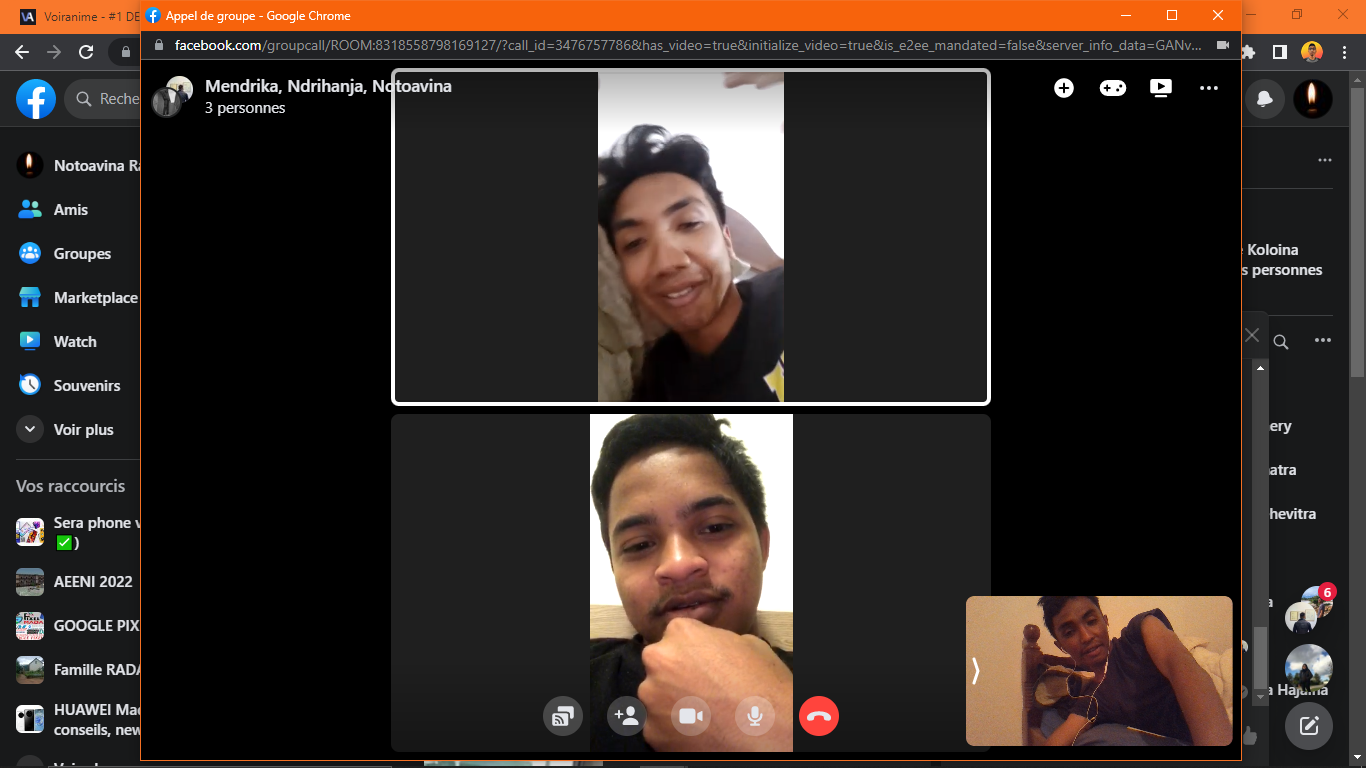 Voiranime - #1 DE
Appel de groupe - Google Chrome
facebook.com/groupcall/ROOM:8318558798169127/?call_id=3476757786&has_video=true&initialize_video=true&is_e2ee_mandated=false&server_info_data=GANv...
Reche
Mendrika, Ndrihanja, Notoavina
3 personnes
Notoavina Ra
Amis
Groupes
Marketplace
Watch
Souvenirs
Voir plus
Vos raccourcis
Sera phone
✅ )
AEENI 2022
GOOGLE PIX
Famille RADA
HUAWEI Ma
conseils, new
Koloina
s personnes
ery
atra
hevitra
6
a Hajaina